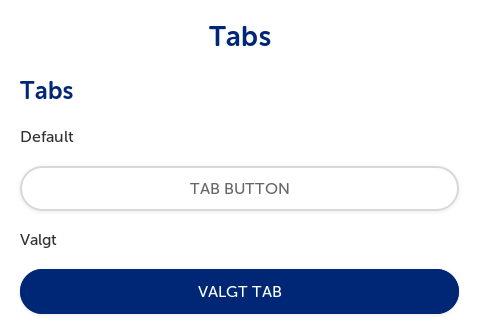 Tabs
Tabs
Default
TAB BUTTON
Valgt
VALGT TAB